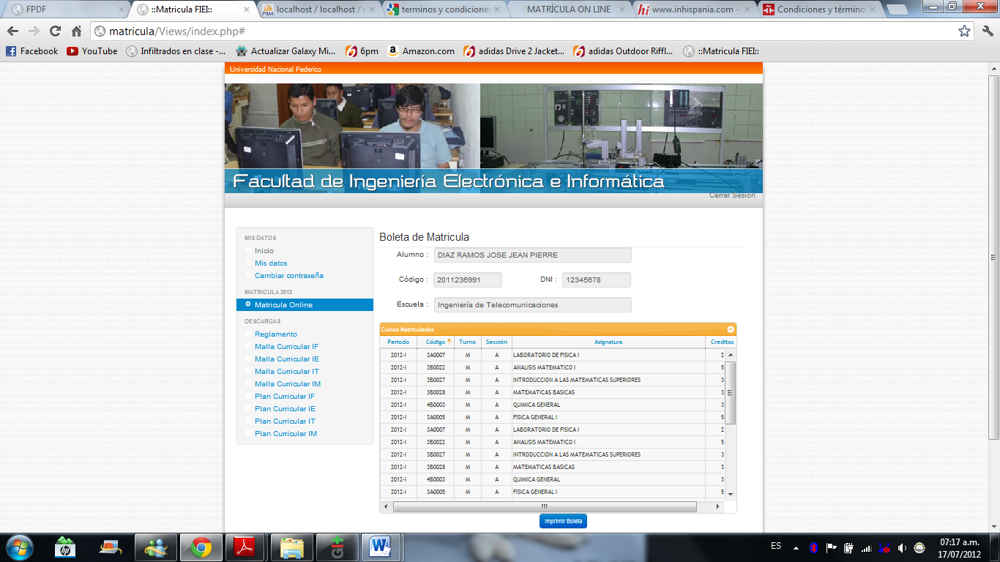 FPDF
::Matricula FIEI::
localhost / localhost / r
terminos y condicione
MATRÍCULA ON LINE
www.inhispania.com -
Condiciones y término
matricula/Views/index.php#
Facebook YouTube Infiltrados en clase -... Actualizar Galaxy Mi... 6pm Amazon.com adidas Drive 2 Jacket... adidas Outdoor Riffl... ::Matricula FIEI::
Universidad Nacional Federico
Facultad de Ingeniería Electrónica e Informática
Cerrar Sesión
MIS DATOS
Inicio
Mis datos
Cambiar contraseña
MATRICULA 2012
Matricula Online
DESCARGAS
Reglamento
Malla Curricular IF
Malla Curricular IE
Malla Curricular IT
Malla Curricular IM
Plan Curricular IF
Plan Curricular IE
Plan Curricular IT
Plan Curricular IM
Boleta de Matricula
Alumno : DIAZ RAMOS JOSE JEAN PIERRE
Código : 2011236991 DNI : 12345678
Escuela : Ingeniería de Telecomunicaciones
Cursos Matriculados
Periodo Código Turno Sección Asignatura Creditos
2012-I 3A0007 M A LABORATORIO DE FISICA I 2
2012-I 3B0022 M A ANALISIS MATEMATICO I 5
2012-I 3B0027 M A INTRODUCCION A LAS MATEMATICAS SUPERIORES 3
2012-I 3B0028 M A MATEMATICAS BASICAS 3
2012-I 4B0003 M A QUIMICA GENERAL 3
2012-I 3A0005 M A FISICA GENERAL I 5
2012-I 3A0007 M A LABORATORIO DE FISICA I 2
2012-I 3B0022 M A ANALISIS MATEMATICO I 5
2012-I 3B0027 M A INTRODUCCION A LAS MATEMATICAS SUPERIORES 3
2012-I 3B0028 M A MATEMATICAS BASICAS 3
2012-I 4B0003 M A QUIMICA GENERAL 3
2012-I 3A0005 M A FISICA GENERAL I 5
Imprimir Boleta
ES
07:17 a.m.
17/07/2012